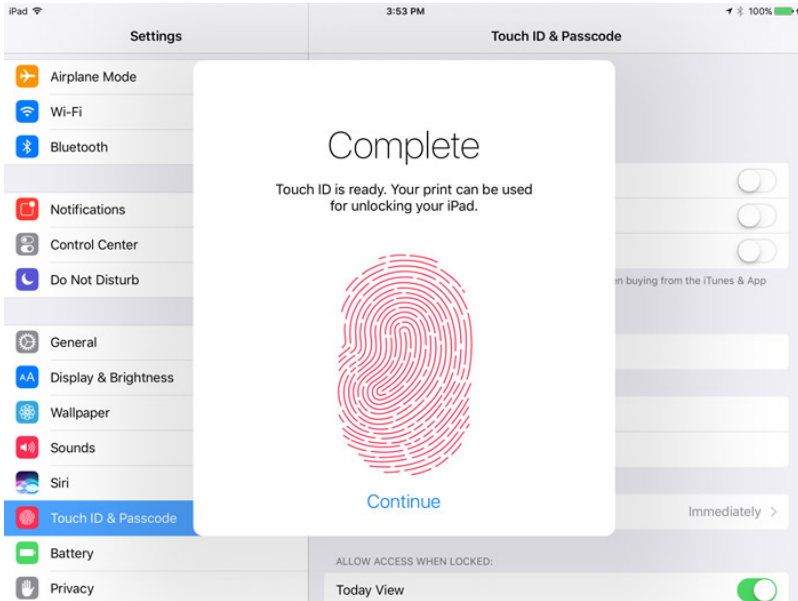 iPad 3:53 PM 100%
Settings
Touch ID & Passcode
Airplane Mode
Wi-Fi
Bluetooth
Notifications
Control Center
Do Not Disturb
General
AA Display & Brightness
Wallpaper
Sounds
Siri
Touch ID & Passcode
Battery
Privacy
Complete
Touch ID is ready. Your print can be used
for unlocking your iPad.
Continue
n buying from the iTunes & App
Immediately
ALLOW ACCESS WHEN LOCKED:
Today View